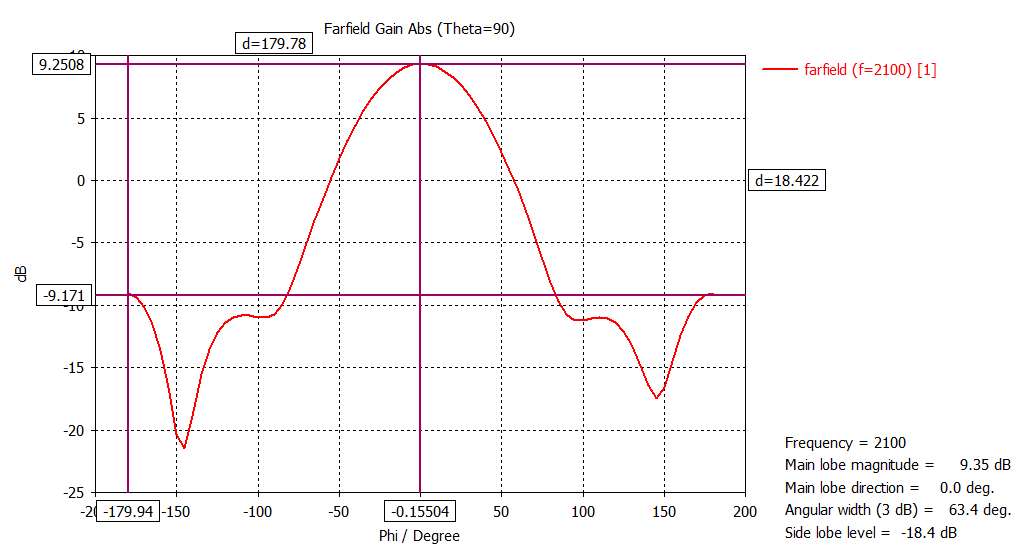 Farfield Gain Abs (Theta=90)
d=179.78
10
9.2508
farfield (f=2100) [1]
5
0
d=18.422
-5
dB
-9.171
-10
-15
-20
-25
-179.94 -150 -100 -50 -0.15504 50 100 150 200
Phi / Degree
Frequency = 2100
Main lobe magnitude = 9.35 dB
Main lobe direction = 0.0 deg.
Angular width (3 dB) = 63.4 deg.
Side lobe level = -18.4 dB